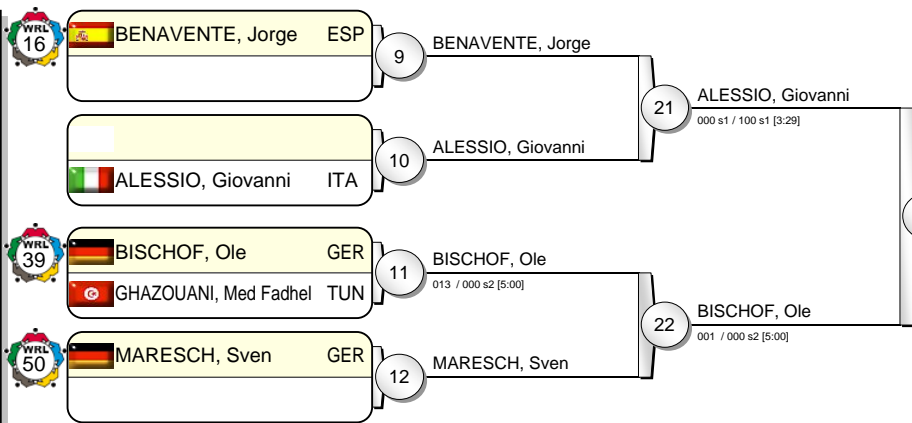 WRL
16
BENAVENTE, Jorge ESP
9
BENAVENTE, Jorge
21
ALESSIO, Giovanni
000 s1 / 100 s1 [3:29]
ALESSIO, Giovanni ITA
10
ALESSIO, Giovanni
WRL
39
BISCHOF, Ole GER
GHAZOUANI, Med Fadhel TUN
11
BISCHOF, Ole
013 / 000 s2 [5:00]
22
BISCHOF, Ole
001 / 000 s2 [5:00]
WRL
50
MARESCH, Sven GER
12
MARESCH, Sven